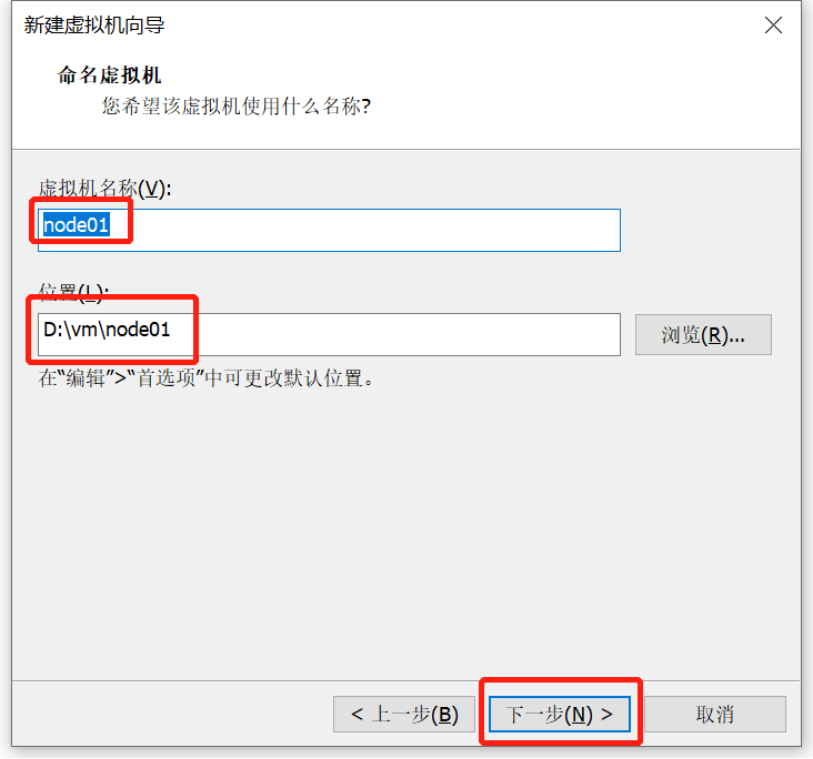 新建虚拟机向导
命名虚拟机
您希望该虚拟机使用什么名称?
虚拟机名称(V):
node01
位置(L):
D:\vm\node01
浏览(R)...
在“编辑”>“首选项”中可更改默认位置。
< 上一步(B) 下一步(N) > 取消